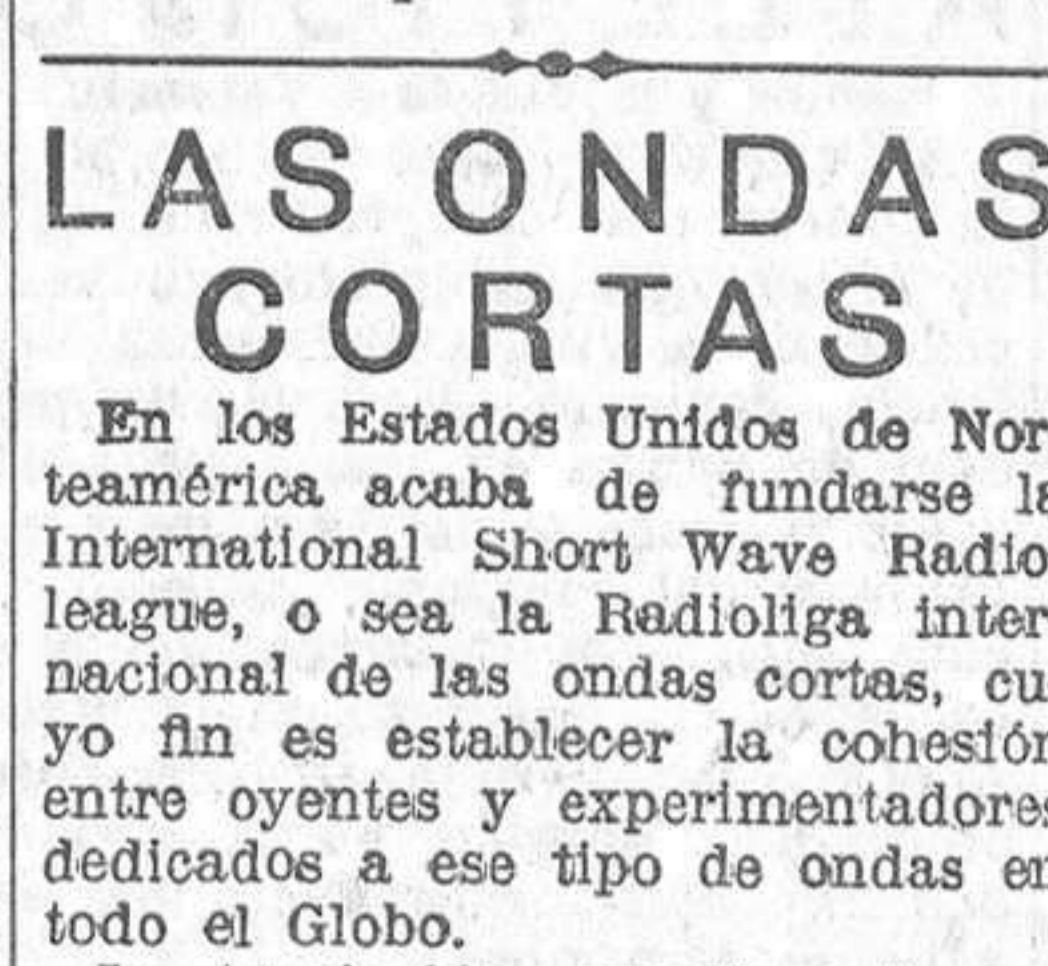 LAS ONDAS
CORTAS
En los Estados Unidos de Nor
teamérica acaba de fundarse la
International Short Wave Radio
league, o sea la Radioliga inter
nacional de las ondas cortas, cu
yo fin es establecer la cohesión
entre oyentes y experimentadores
dedicados a ese tipo de ondas en
todo el Globo.